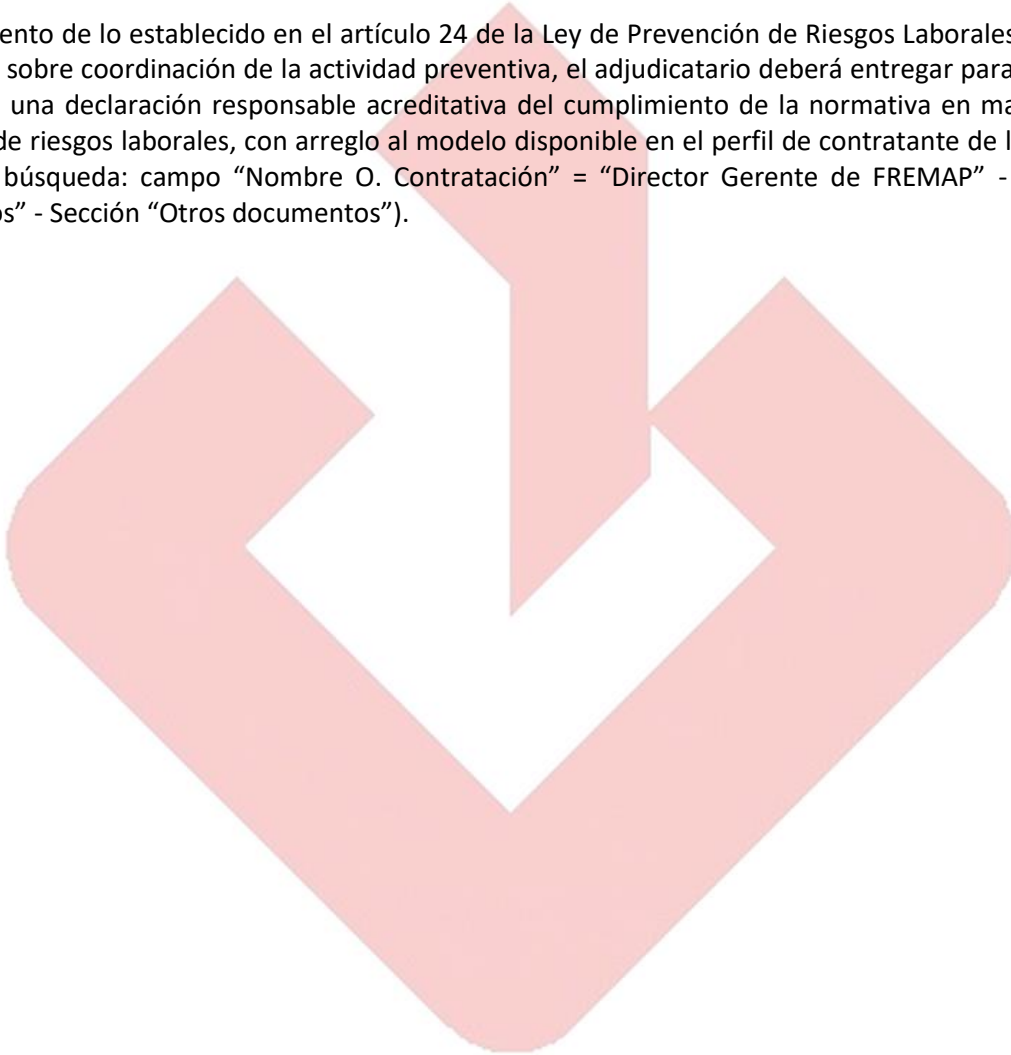 ento de lo establecido en el artículo 24 de la Ley de Prevención de Riesgos Laborales
sobre coordinación de la actividad preventiva, el adjudicatario deberá entregar para
una declaración responsable acreditativa del cumplimiento de la normativa en ma
de riesgos laborales, con arreglo al modelo disponible en el perfil de contratante de l
búsqueda: campo “Nombre O. Contratación” = “Director Gerente de FREMAP” -
os” - Sección “Otros documentos”).